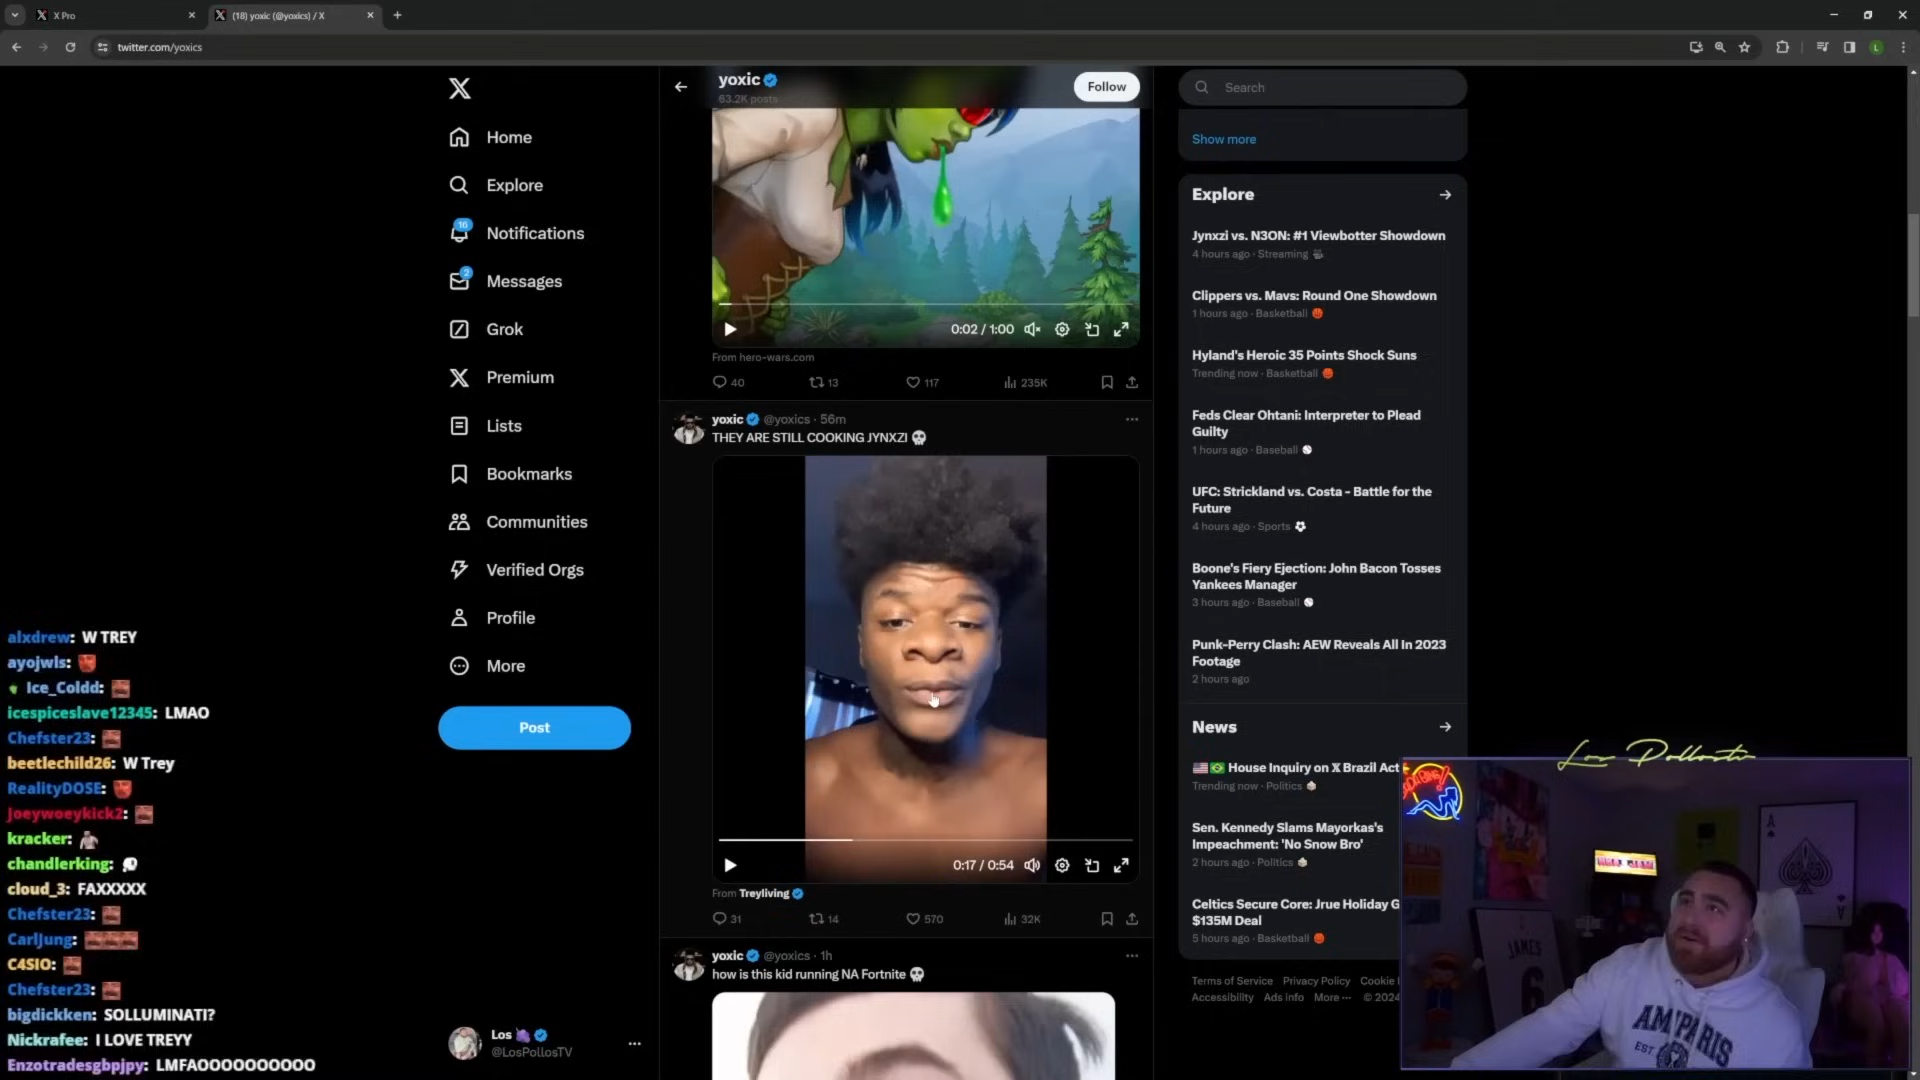 X Pro
(18) yoxic (@yoxics) / X
twitter.com/yoxics
L
Home
Explore
16
Notifications
2
Messages
Grok
Premium
Lists
Bookmarks
Communities
Verified Orgs
Profile
More
Post
Los
@LosPollosTV
yoxic
63.2K posts
Follow
0:02 / 1:00
From hero-wars.com
40
13
117
235K
yoxic @yoxics · 56m
THEY ARE STILL COOKING JYNXZI 💀
0:17 / 0:54
From Treyliving
31
14
570
32K
yoxic @yoxics · 1h
how is this kid running NA Fortnite 💀
Search
Show more
Explore
Jynxzi vs. N3ON: #1 Viewbotter Showdown
4 hours ago · Streaming
Clippers vs. Mavs: Round One Showdown
1 hours ago · Basketball
Hyland's Heroic 35 Points Shock Suns
Trending now · Basketball
Feds Clear Ohtani: Interpreter to Plead
Guilty
1 hours ago · Baseball
UFC: Strickland vs. Costa - Battle for the
Future
4 hours ago · Sports
Boone's Fiery Ejection: John Bacon Tosses
Yankees Manager
3 hours ago · Baseball
Punk-Perry Clash: AEW Reveals All In 2023
Footage
2 hours ago
News
🇺🇸🇧🇷 House Inquiry on X Brazil Act
Trending now · Politics
Sen. Kennedy Slams Mayorkas's
Impeachment: 'No Snow Bro'
2 hours ago · Politics
Celtics Secure Core: Jrue Holiday G
$135M Deal
5 hours ago · Basketball
Terms of Service Privacy Policy Cookie
Accessibility Ads info More ··· © 2024
alxdrew: W TREY
ayojwls:
Ice_Coldd:
icespiceslave12345: LMAO
Chefster23:
beetlechild26: W Trey
RealityDOSE:
Joeywoeykick2:
kracker:
chandlerking:
cloud_3: FAXXXXX
Chefster23:
CarlJung:
C4SIO:
Chefster23:
bigdickken: SOLLUMINATI?
Nickrafee: I LOVE TREYY
Enzotradesgbpjpy: LMFAOOOOOOOOOO
JAMES
6
A
AMI PARIS
EST